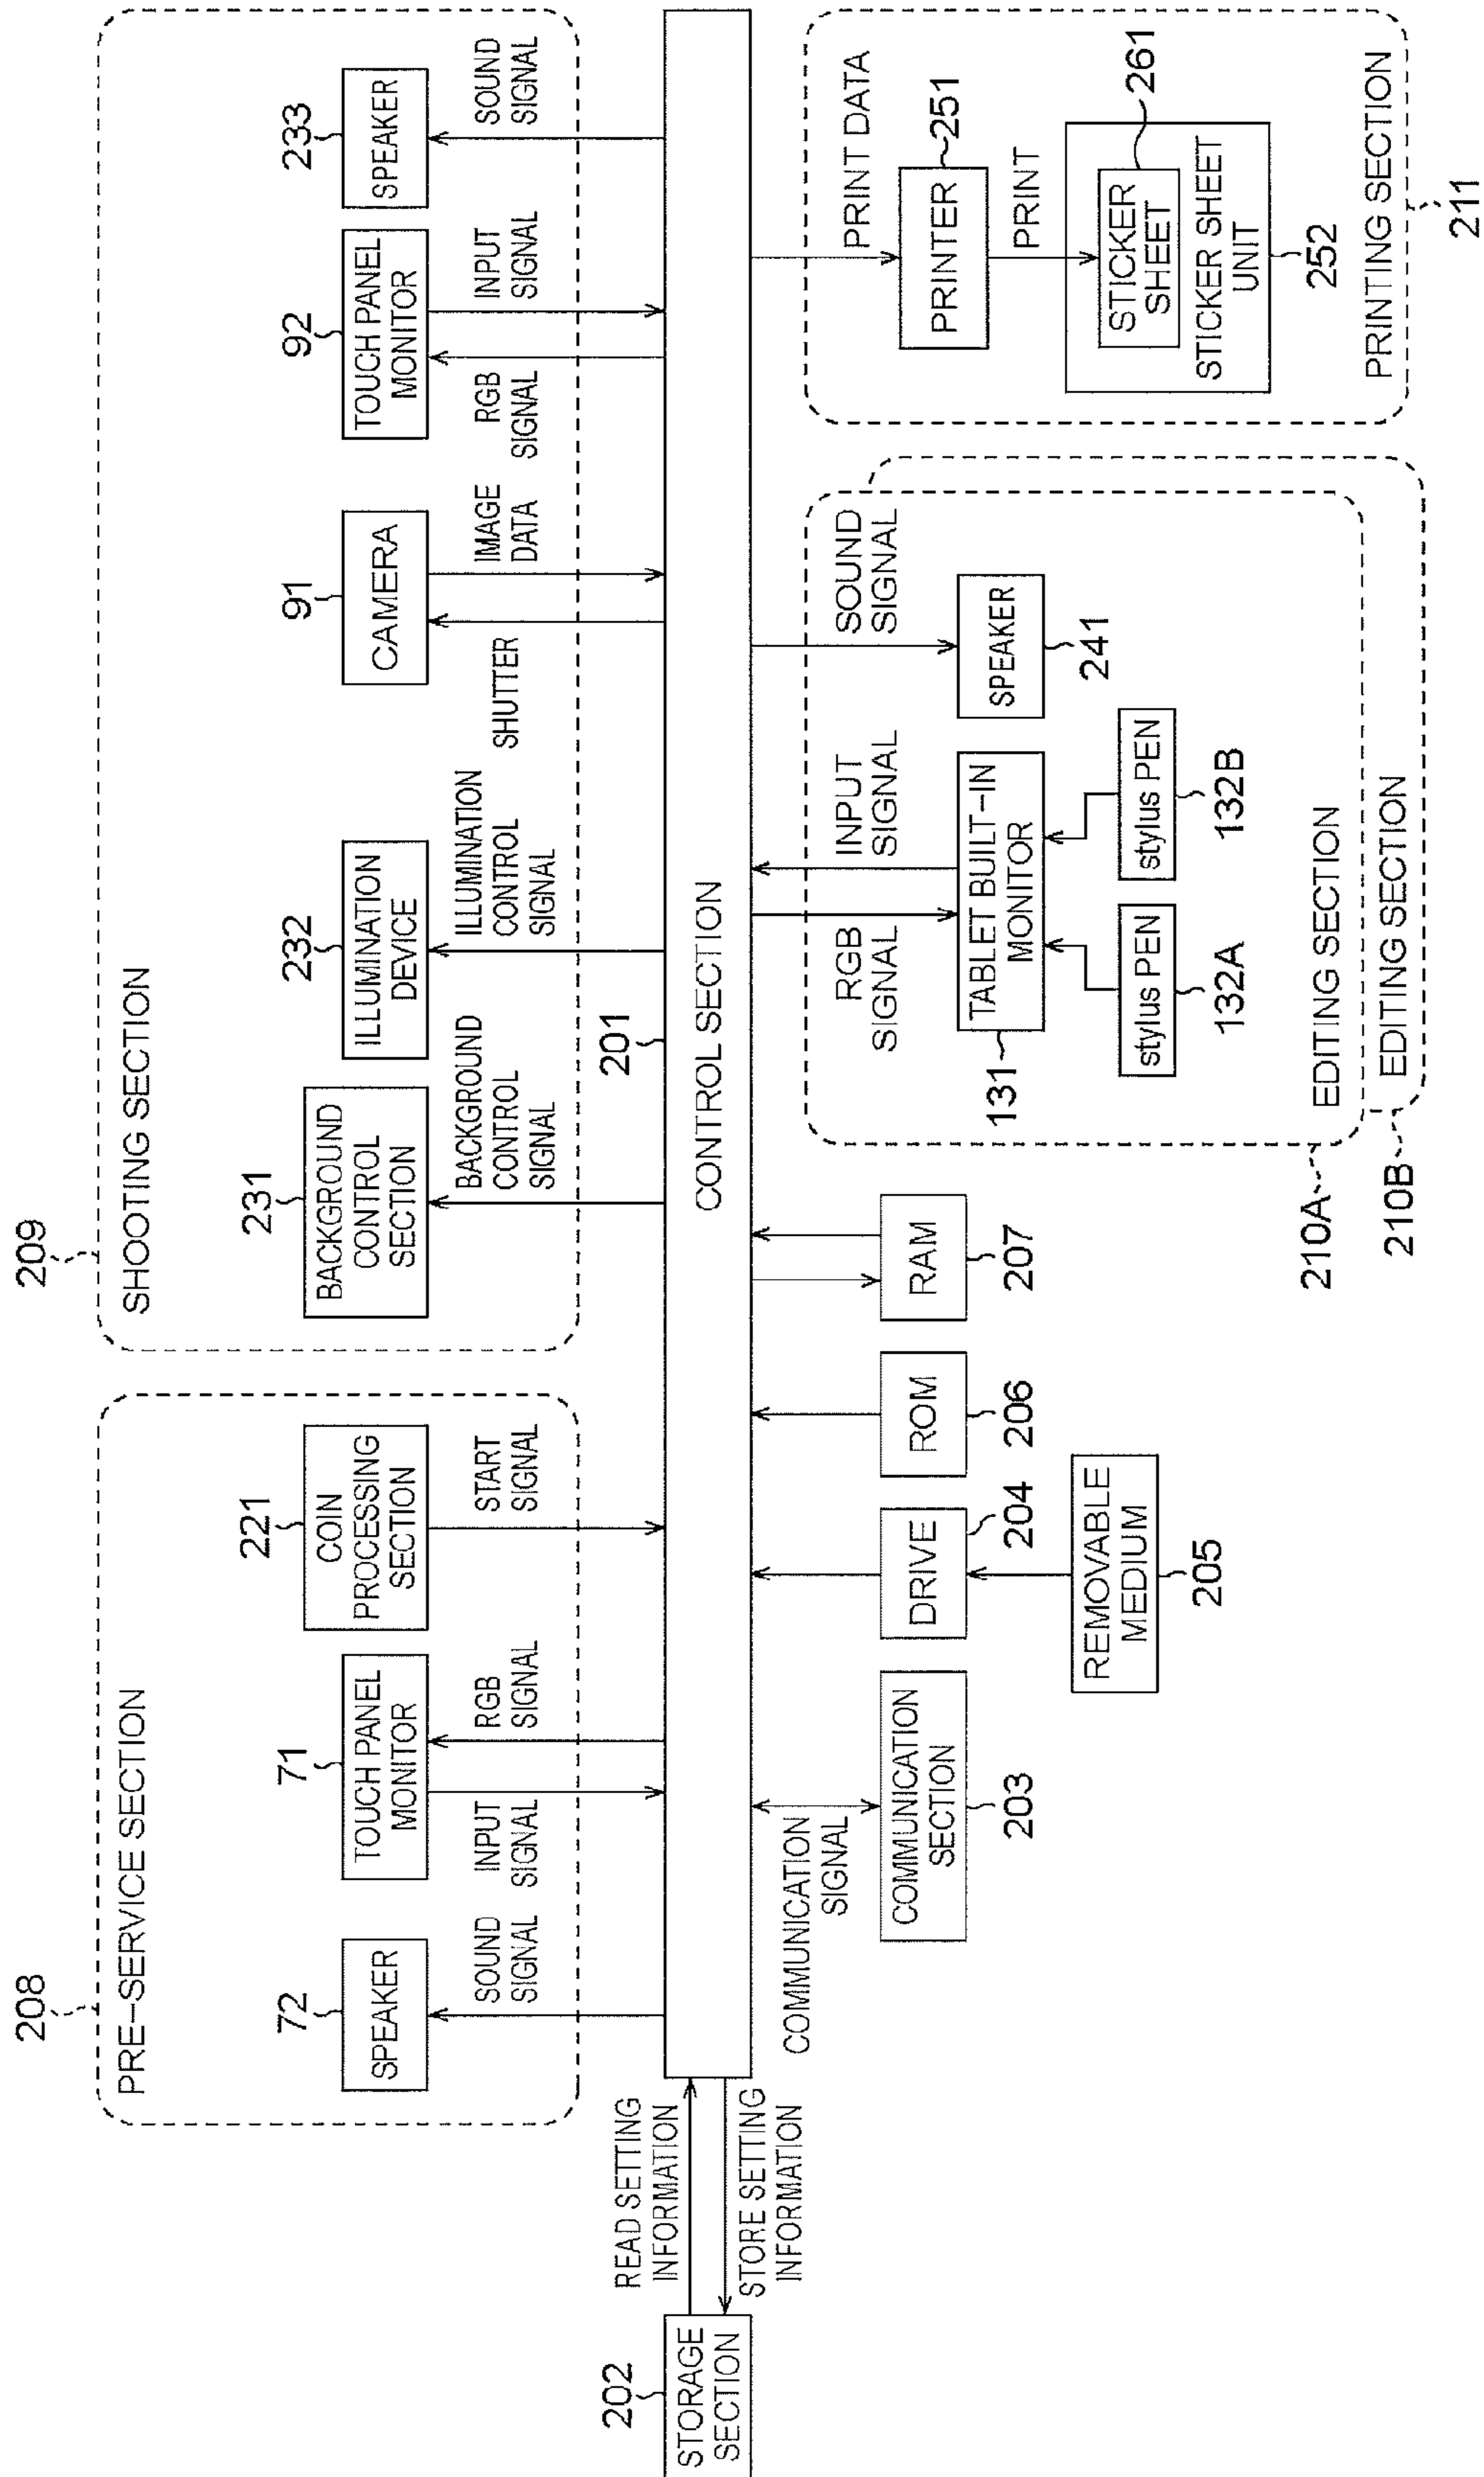 208
PRE-SERVICE SECTION
72
SPEAKER
SOUND
SIGNAL
71
TOUCH PANEL
MONITOR
INPUT
SIGNAL
RGB
SIGNAL
221
COIN
PROCESSING
SECTION
START
SIGNAL
209
SHOOTING SECTION
231
BACKGROUND
CONTROL
SECTION
BACKGROUND
CONTROL
SIGNAL
232
ILLUMINATION
DEVICE
ILLUMINATION
CONTROL
SIGNAL
91
CAMERA
SHUTTER
IMAGE
DATA
92
TOUCH PANEL
MONITOR
RGB
SIGNAL
INPUT
SIGNAL
233
SPEAKER
SOUND
SIGNAL
202
STORAGE
SECTION
READ SETTING
INFORMATION
STORE SETTING
INFORMATION
201
CONTROL SECTION
COMMUNICATION
SIGNAL
COMMUNICATION
SECTION
203
DRIVE
204
REMOVABLE
MEDIUM
205
ROM
206
RAM
207
RGB
SIGNAL
INPUT
SIGNAL
SOUND
SIGNAL
TABLET BUILT-IN
MONITOR
131
SPEAKER
241
stylus PEN
132A
stylus PEN
132B
EDITING SECTION
210A
EDITING SECTION
210B
PRINT DATA
PRINTER
251
PRINT
STICKER
SHEET
261
STICKER SHEET
UNIT
252
PRINTING SECTION
211